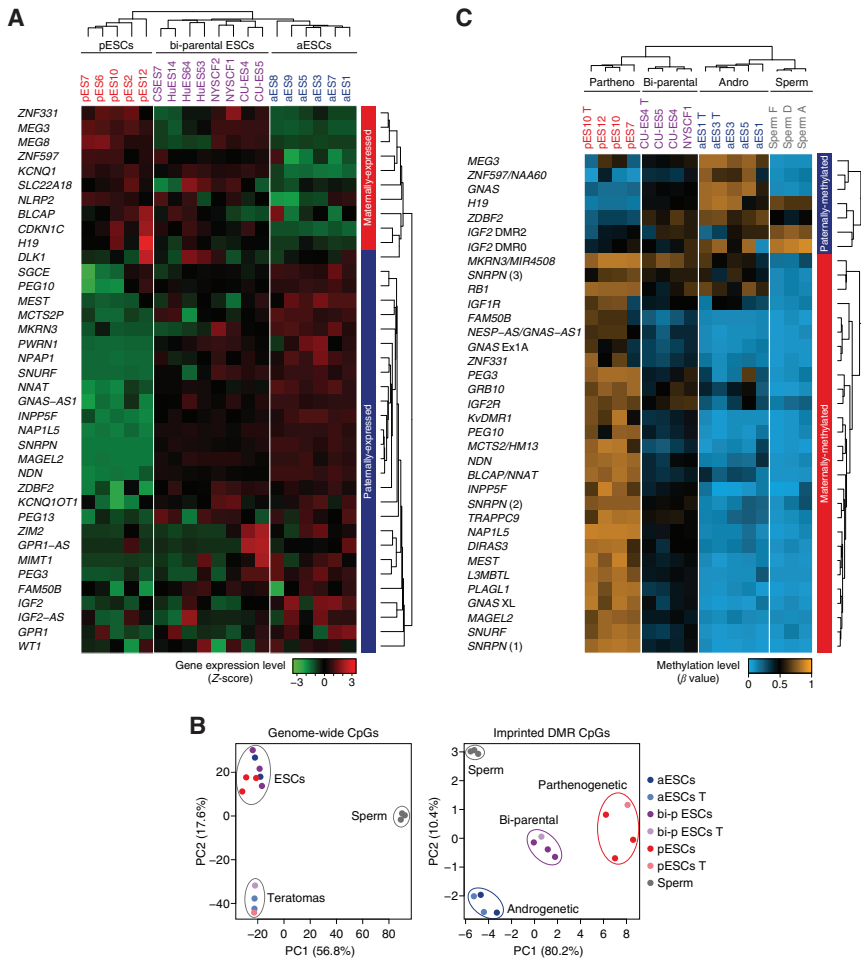 A
pESCs
bi-parental ESCs
aESCs
pES7
pES6
pES10
pES2
pES12
CSES7
HuES14
HuES64
HuES53
NYSCF2
NYSCF1
CU-ES4
CU-ES5
aES8
aES9
aES5
aES3
aES7
aES1
ZNF331
MEG3
MEG8
ZNF597
KCNQ1
SLC22A18
NLRP2
BLCAP
CDKN1C
H19
DLK1
SGCE
PEG10
MEST
MCTS2P
MKRN3
PWRN1
NPAP1
SNURF
NNAT
GNAS-AS1
INPP5F
NAP1L5
SNRPN
MAGEL2
NDN
ZDBF2
KCNQ1OT1
PEG13
ZIM2
GPR1-AS
MIMT1
PEG3
FAM50B
IGF2
IGF2-AS
GPR1
WT1
Maternally-expressed
Paternally-expressed
Gene expression level
(Z-score)
-3 0 3
C
Partheno
Bi-parental
Andro
Sperm
pES10 T
pES12
pES10
pES7
CU-ES4 T
CU-ES5
CU-ES4
NYSCF1
aES1 T
aES3 T
aES3
aES5
aES1
Sperm F
Sperm D
Sperm A
MEG3
ZNF597/NAA60
GNAS
H19
ZDBF2
IGF2 DMR2
IGF2 DMR0
MKRN3/MIR4508
SNRPN (3)
RB1
IGF1R
FAM50B
NESP-AS/GNAS-AS1
GNAS Ex1A
ZNF331
PEG3
GRB10
IGF2R
KvDMR1
PEG10
MCTS2/HM13
NDN
BLCAP/NNAT
INPP5F
SNRPN (2)
TRAPPC9
NAP1L5
DIRAS3
MEST
L3MBTL
PLAGL1
GNAS XL
MAGEL2
SNURF
SNRPN (1)
Paternally-methylated
Maternally-methylated
Methylation level
(β value)
0 0.5 1
B
Genome-wide CpGs
ESCs
Sperm
Teratomas
20
0
−20
−40
PC2 (17.6%)
−20 0 20 40 60 80
PC1 (56.8%)
Imprinted DMR CpGs
Sperm
Parthenogenetic
Bi-parental
Androgenetic
3
2
1
0
−1
−2
PC2 (10.4%)
−6 −4 −2 0 2 4 6 8
PC1 (80.2%)
aESCs
aESCs T
bi-p ESCs
bi-p ESCs T
pESCs
pESCs T
Sperm